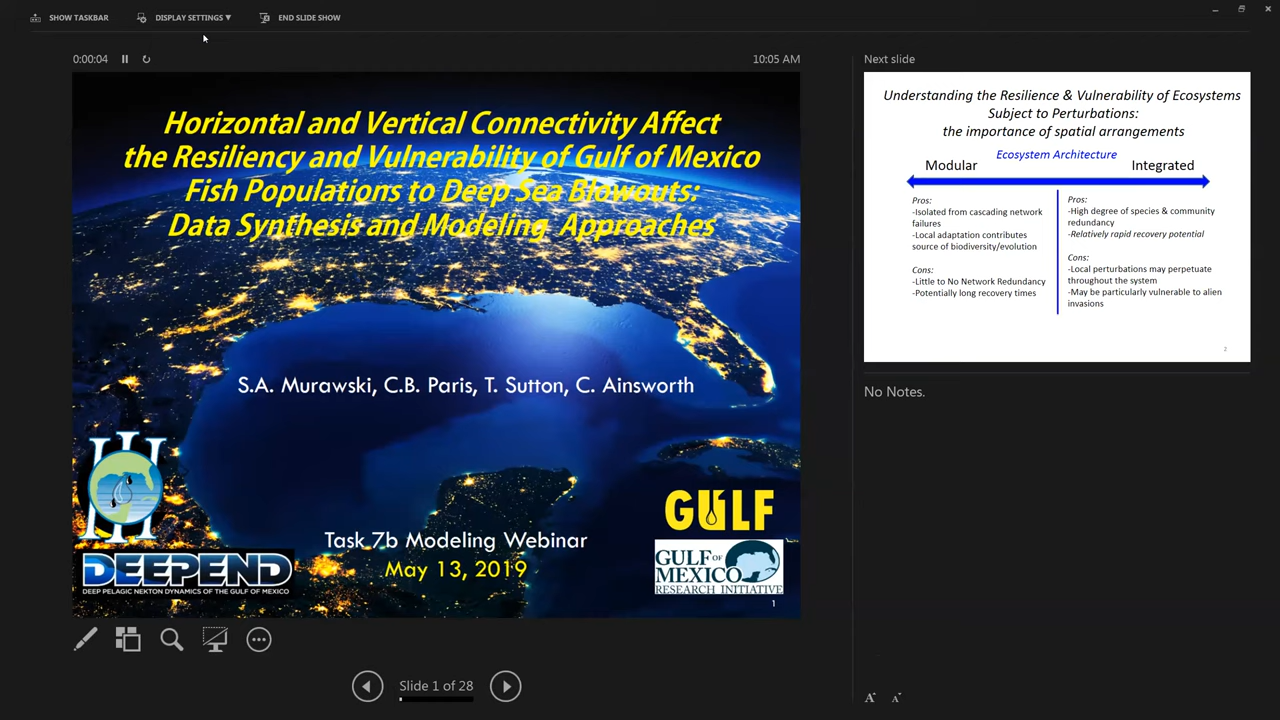 SHOW TASKBAR
DISPLAY SETTINGS ▼
END SLIDE SHOW
0:00:04
10:05 AM
Horizontal and Vertical Connectivity Affect
the Resiliency and Vulnerability of Gulf of Mexico
Fish Populations to Deep Sea Blowouts:
Data Synthesis and Modeling Approaches
S.A. Murawski, C.B. Paris, T. Sutton, C. Ainsworth
Task 7b Modeling Webinar
May 13, 2019
DEEPEND
DEEP PELAGIC NEKTON DYNAMICS OF THE GULF OF MEXICO
GULF
GULF OF
MEXICO
RESEARCH INITIATIVE
1
Slide 1 of 28
Next slide
Understanding the Resilience & Vulnerability of Ecosystems
Subject to Perturbations:
the importance of spatial arrangements
Ecosystem Architecture
Modular
Integrated
Pros:
-Isolated from cascading network
failures
-Local adaptation contributes
source of biodiversity/evolution
Cons:
-Little to No Network Redundancy
-Potentially long recovery times
Pros:
-High degree of species & community
redundancy
-Relatively rapid recovery potential
Cons:
-Local perturbations may perpetuate
throughout the system
-May be particularly vulnerable to alien
invasions
2
No Notes.
A A